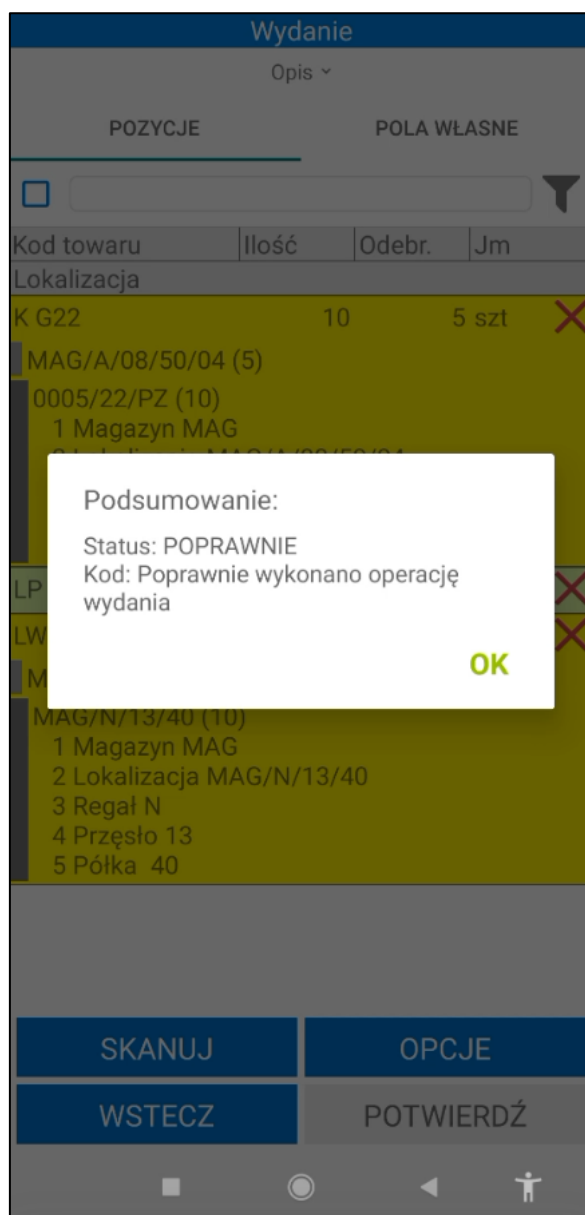 Wydanie
Opis
POZYCJE POLA WŁASNE
Kod towaru Ilość Odebr. Jm
Lokalizacja
K G22 10 5 szt
MAG/A/08/50/04 (5)
0005/22/PZ (10)
1 Magazyn MAG
Podsumowanie:
Status: POPRAWNIE
Kod: Poprawnie wykonano operację
wydania
OK
LP
LW
M
MAG/N/13/40 (10)
1 Magazyn MAG
2 Lokalizacja MAG/N/13/40
3 Regał N
4 Przęsło 13
5 Półka 40
SKANUJ OPCJE
WSTECZ POTWIERDŹ